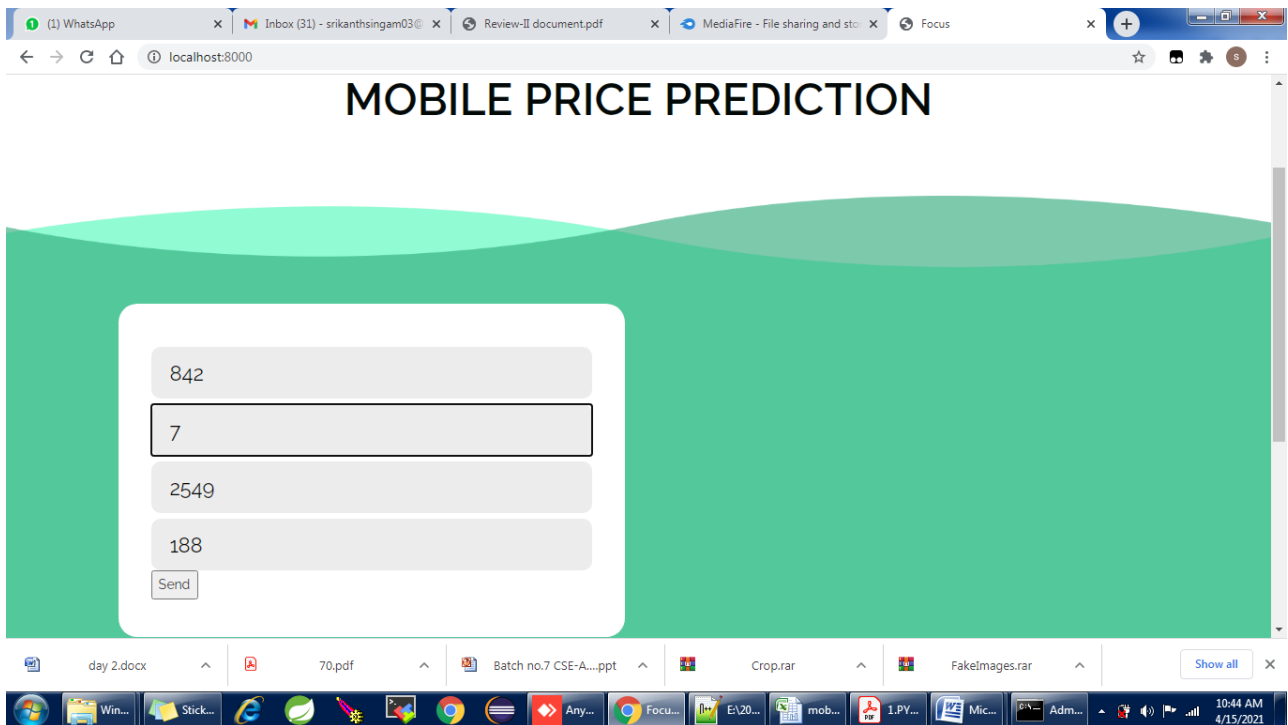 (1) WhatsApp
Inbox (31) - srikanthsingam03@
Review-II document.pdf
MediaFire - File sharing and sto
Focus
localhost:8000
S
MOBILE PRICE PREDICTION
842
7
2549
188
Send
day 2.docx
70.pdf
Batch no.7 CSE-A....ppt
Crop.rar
FakeImages.rar
Show all
Win...
Stick...
Any...
Focu...
E:\20...
mob...
1.PY...
Mic...
Adm...
10:44 AM
4/15/2021